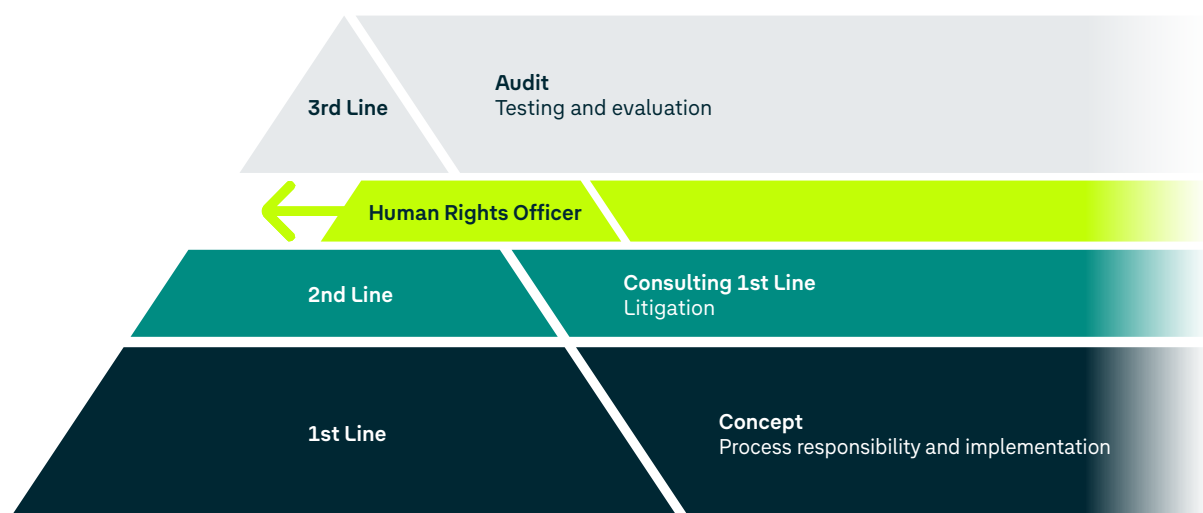 3rd Line
Audit
Testing and evaluation
Human Rights Officer
2nd Line
Consulting 1st Line
Litigation
1st Line
Concept
Process responsibility and implementation